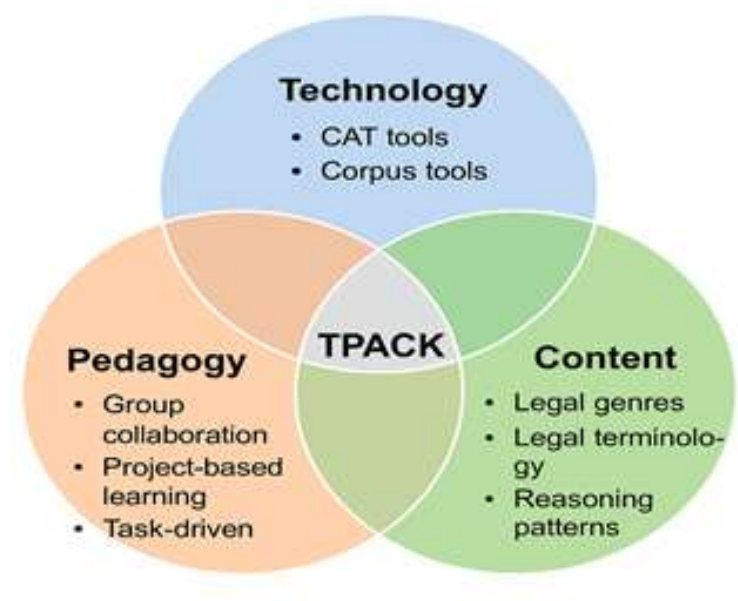 Technology
• CAT tools
• Corpus tools
TPACK
Pedagogy
• Group
collaboration
• Project-based
learning
• Task-driven
Content
• Legal genres
• Legal terminolo-
gy
• Reasoning
patterns